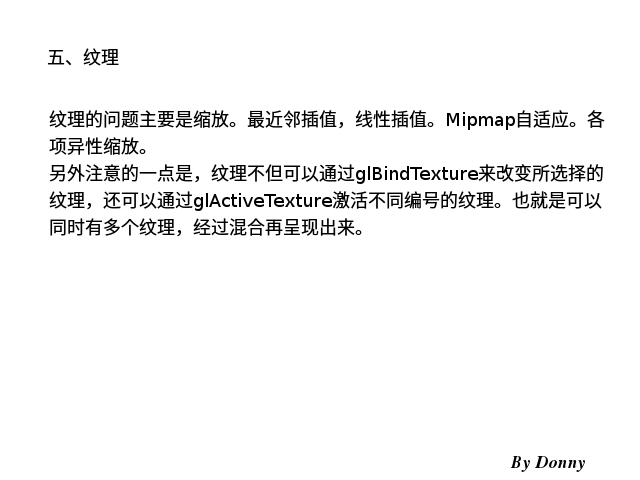 五、纹理
纹理的问题主要是缩放。最近邻插值，线性插值。Mipmap自适应。各
项异性缩放。
另外注意的一点是，纹理不但可以通过glBindTexture来改变所选择的
纹理，还可以通过glActiveTexture激活不同编号的纹理。也就是可以
同时有多个纹理，经过混合再呈现出来。
By Donny